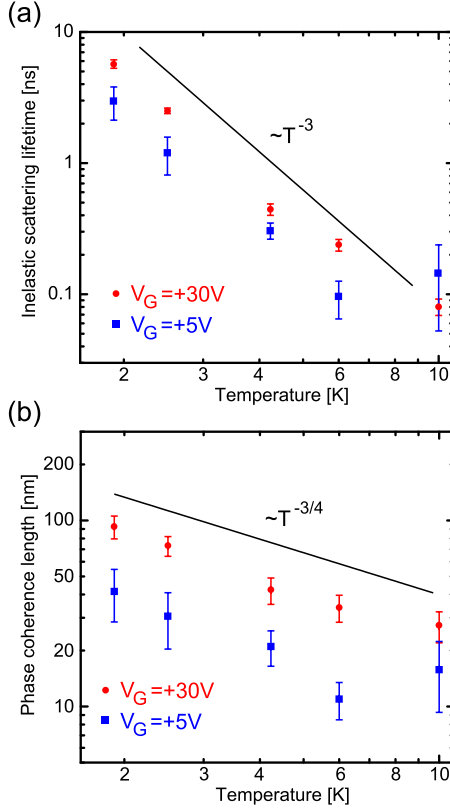 (a)
10
1
0.1
Inelastic scattering lifetime [ns]
~T⁻³
V_G=+30V
V_G=+5V
2 3 4 6 8 10
Temperature [K]
(b)
200
100
50
20
10
Phase coherence length [nm]
~T⁻³/⁴
V_G=+30V
V_G=+5V
2 3 4 6 8 10
Temperature [K]